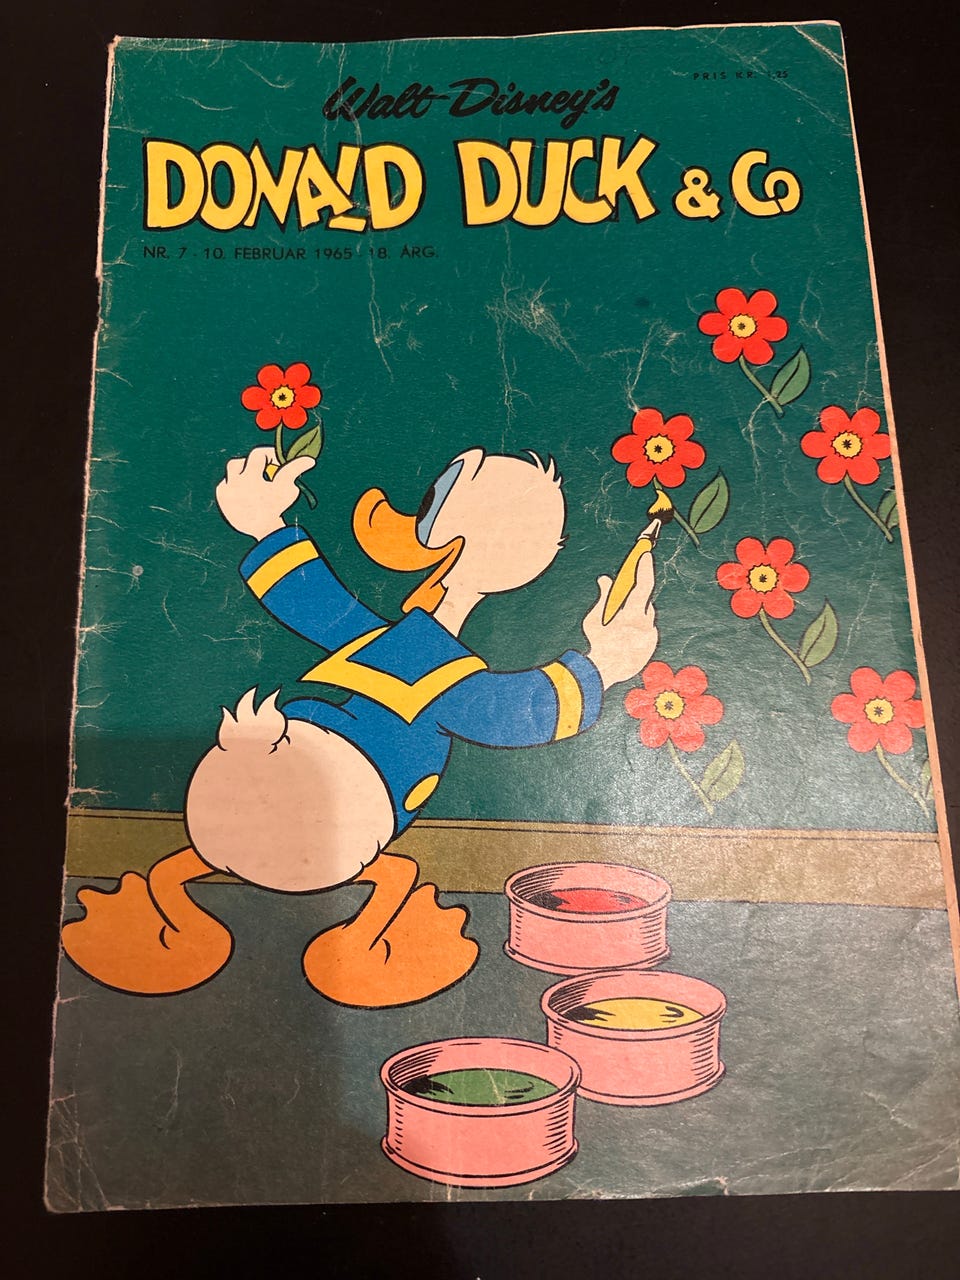 PRIS KR. 1,25
Walt Disney's
DONALD DUCK & Co
NR. 7 · 10. FEBRUAR 1965 · 18. ÅRG.